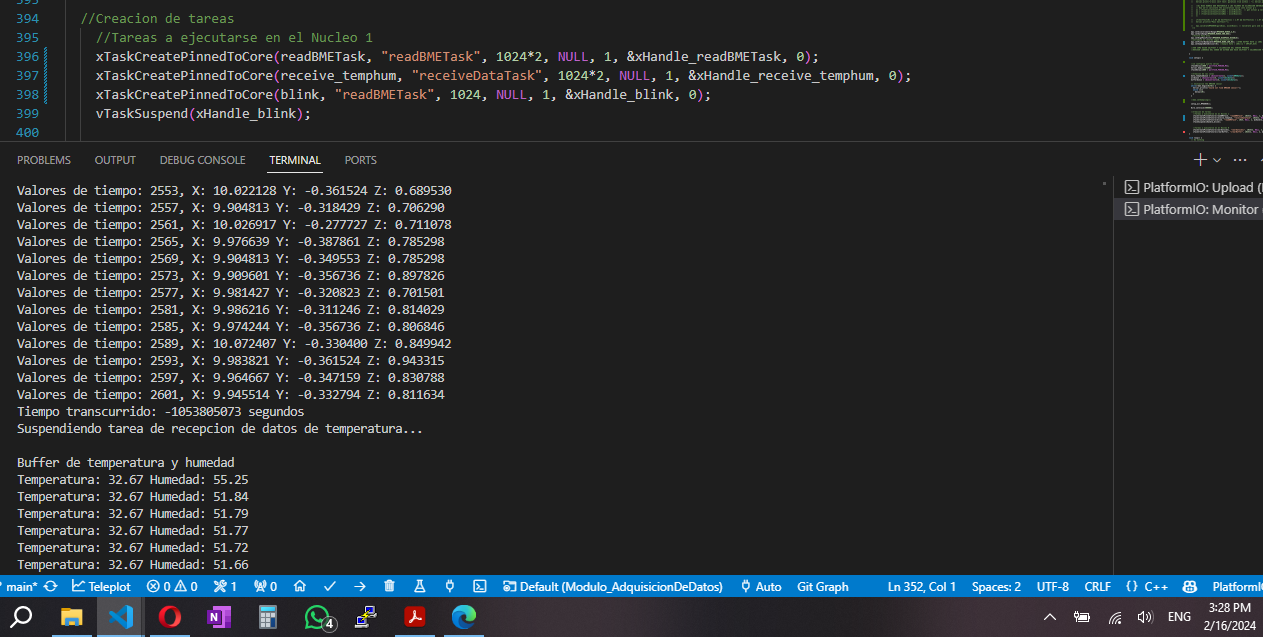 394 //Creacion de tareas
395 //Tareas a ejecutarse en el Nucleo 1
396 xTaskCreatePinnedToCore(readBMETask, "readBMETask", 1024*2, NULL, 1, &xHandle_readBMETask, 0);
397 xTaskCreatePinnedToCore(receive_temphum, "receiveDataTask", 1024*2, NULL, 1, &xHandle_receive_temphum, 0);
398 xTaskCreatePinnedToCore(blink, "readBMETask", 1024, NULL, 1, &xHandle_blink, 0);
399 vTaskSuspend(xHandle_blink);
400
PROBLEMS OUTPUT DEBUG CONSOLE TERMINAL PORTS
Valores de tiempo: 2553, X: 10.022128 Y: -0.361524 Z: 0.689530
Valores de tiempo: 2557, X: 9.904813 Y: -0.318429 Z: 0.706290
Valores de tiempo: 2561, X: 10.026917 Y: -0.277727 Z: 0.711078
Valores de tiempo: 2565, X: 9.976639 Y: -0.387861 Z: 0.785298
Valores de tiempo: 2569, X: 9.904813 Y: -0.349553 Z: 0.785298
Valores de tiempo: 2573, X: 9.909601 Y: -0.356736 Z: 0.897826
Valores de tiempo: 2577, X: 9.981427 Y: -0.320823 Z: 0.701501
Valores de tiempo: 2581, X: 9.986216 Y: -0.311246 Z: 0.814029
Valores de tiempo: 2585, X: 9.974244 Y: -0.356736 Z: 0.806846
Valores de tiempo: 2589, X: 10.072407 Y: -0.330400 Z: 0.849942
Valores de tiempo: 2593, X: 9.983821 Y: -0.361524 Z: 0.943315
Valores de tiempo: 2597, X: 9.964667 Y: -0.347159 Z: 0.830788
Valores de tiempo: 2601, X: 9.945514 Y: -0.332794 Z: 0.811634
Tiempo transcurrido: -1053805073 segundos
Suspendiendo tarea de recepcion de datos de temperatura...
Buffer de temperatura y humedad
Temperatura: 32.67 Humedad: 55.25
Temperatura: 32.67 Humedad: 51.84
Temperatura: 32.67 Humedad: 51.79
Temperatura: 32.67 Humedad: 51.77
Temperatura: 32.67 Humedad: 51.72
Temperatura: 32.67 Humedad: 51.66
PlatformIO: Upload (
PlatformIO: Monitor
main* Teleplot 0 0 1 0 Default (Modulo_AdquisicionDeDatos) Auto Git Graph Ln 352, Col 1 Spaces: 2 UTF-8 CRLF {} C++ PlatformI
4 ENG 3:28 PM
2/16/2024